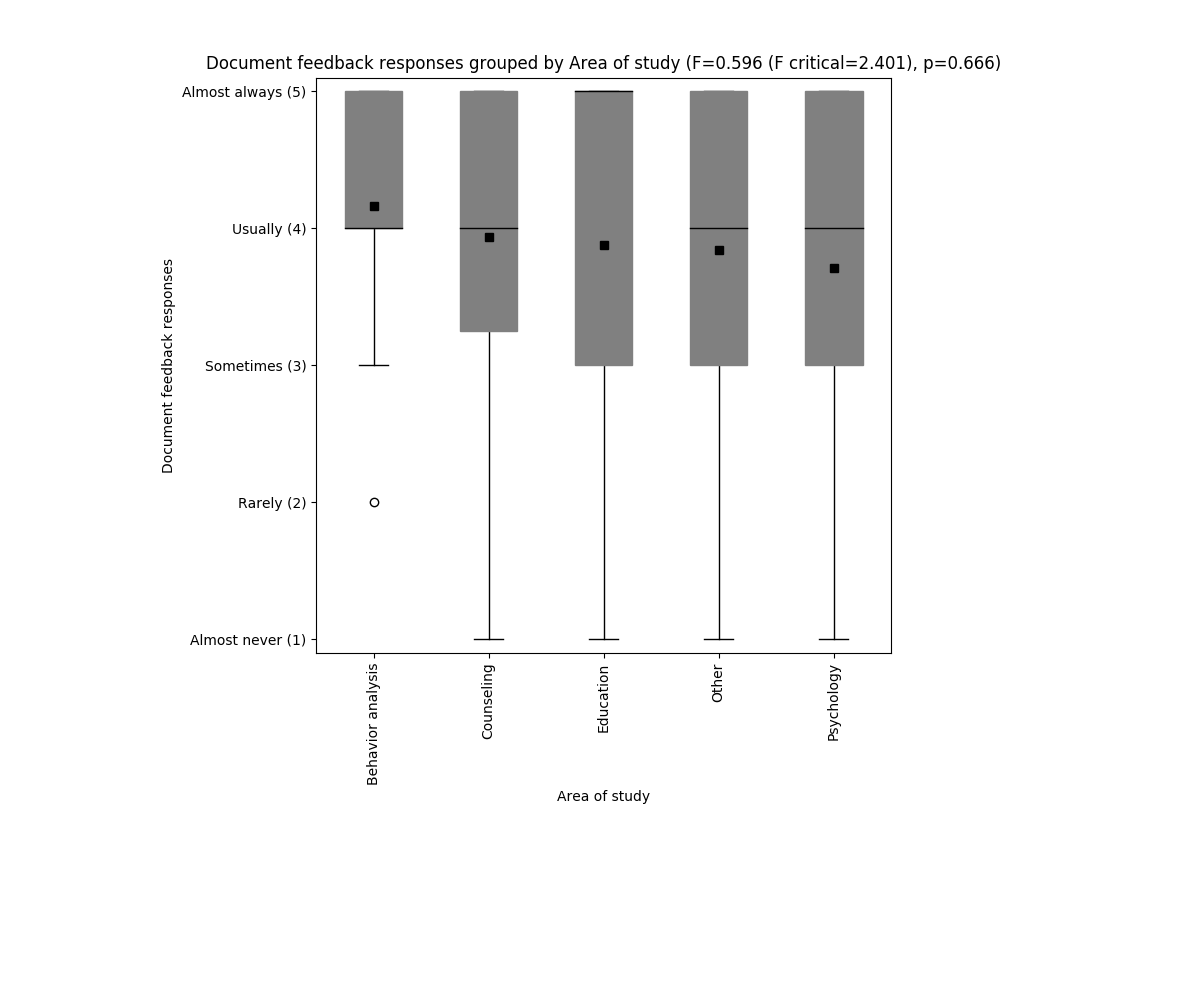 Document feedback responses grouped by Area of study (F=0.596 (F critical=2.401), p=0.666)
Almost always (5)
Usually (4)
Sometimes (3)
Rarely (2)
Almost never (1)
Document feedback responses
Behavior analysis
Counseling
Education
Other
Psychology
Area of study